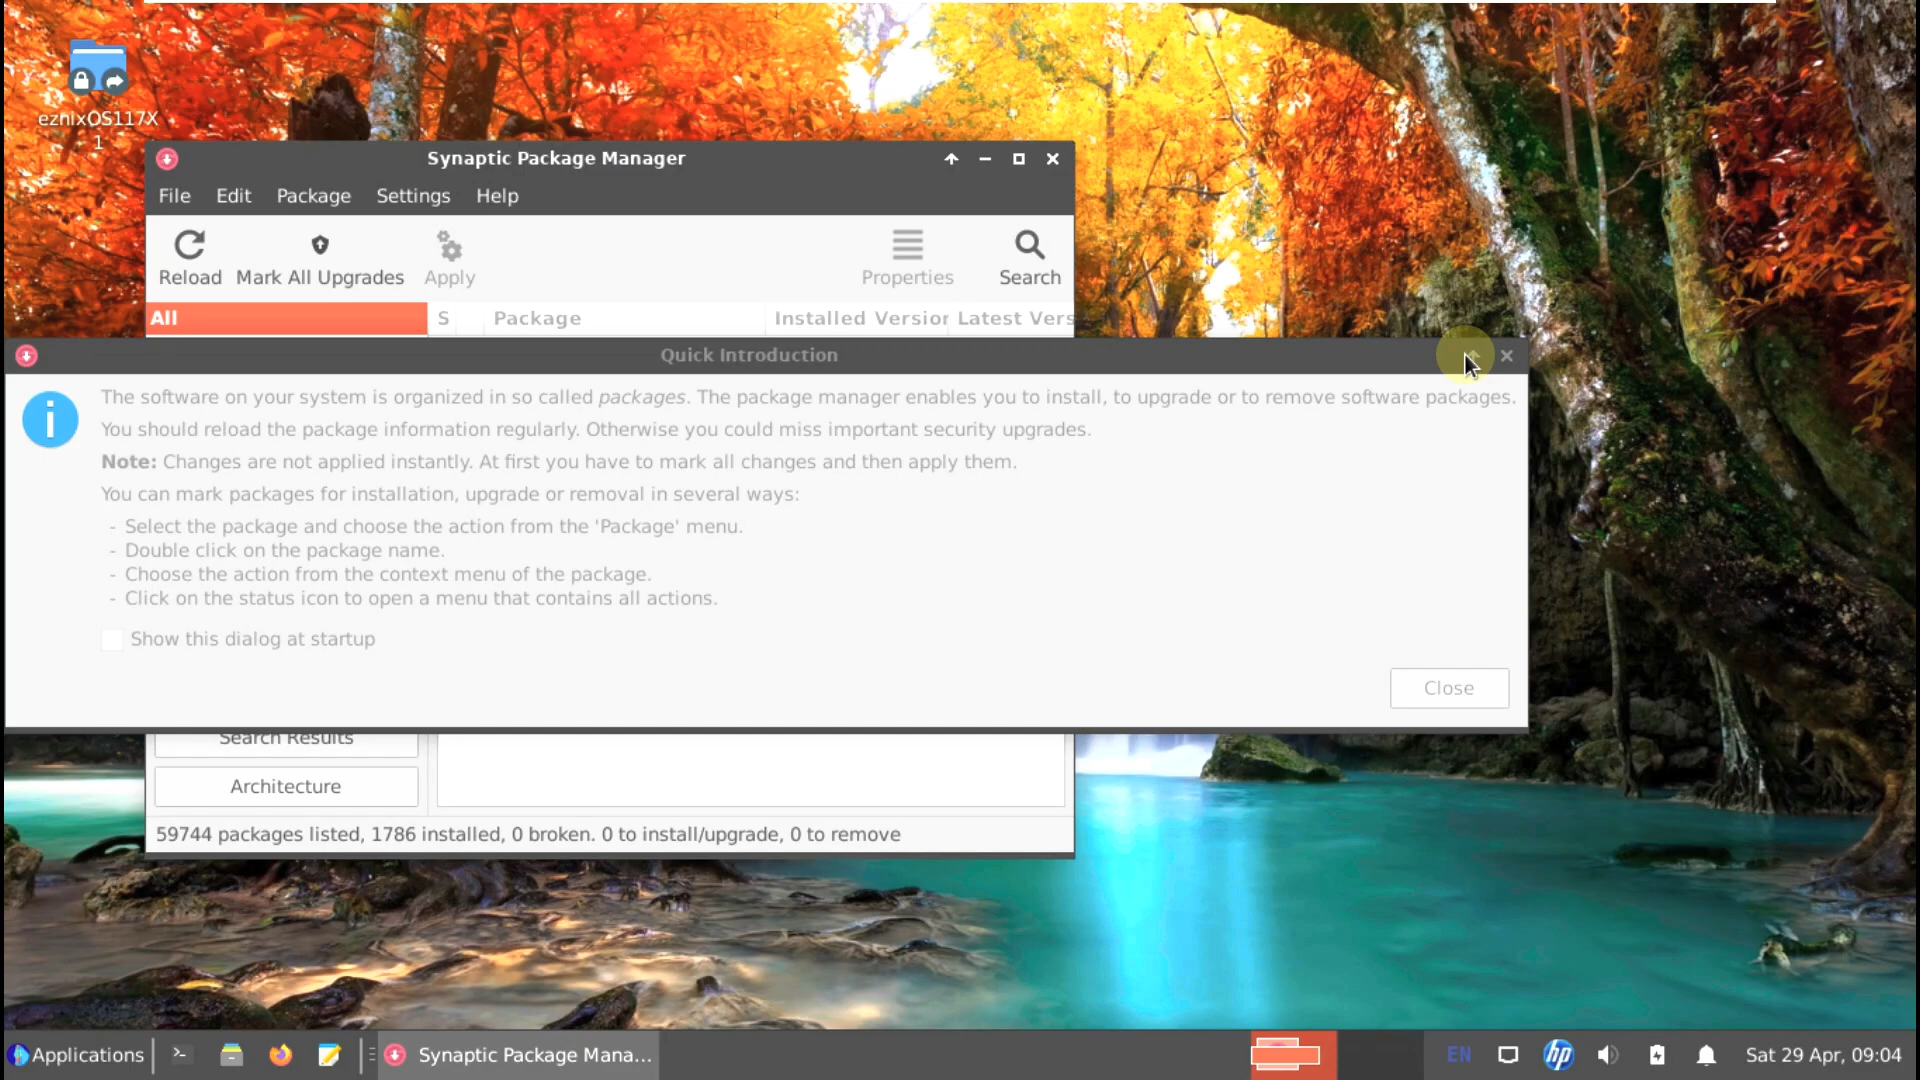 eznixOS117X
1
Synaptic Package Manager
File Edit Package Settings Help
Reload Mark All Upgrades Apply Properties Search
All S Package Installed Version Latest Vers
Quick Introduction
The software on your system is organized in so called packages. The package manager enables you to install, to upgrade or to remove software packages.
You should reload the package information regularly. Otherwise you could miss important security upgrades.
Note: Changes are not applied instantly. At first you have to mark all changes and then apply them.
You can mark packages for installation, upgrade or removal in several ways:
- Select the package and choose the action from the 'Package' menu.
- Double click on the package name.
- Choose the action from the context menu of the package.
- Click on the status icon to open a menu that contains all actions.
Show this dialog at startup
Close
Search Results
Architecture
59744 packages listed, 1786 installed, 0 broken. 0 to install/upgrade, 0 to remove
Applications Synaptic Package Mana... EN hp Sat 29 Apr, 09:04